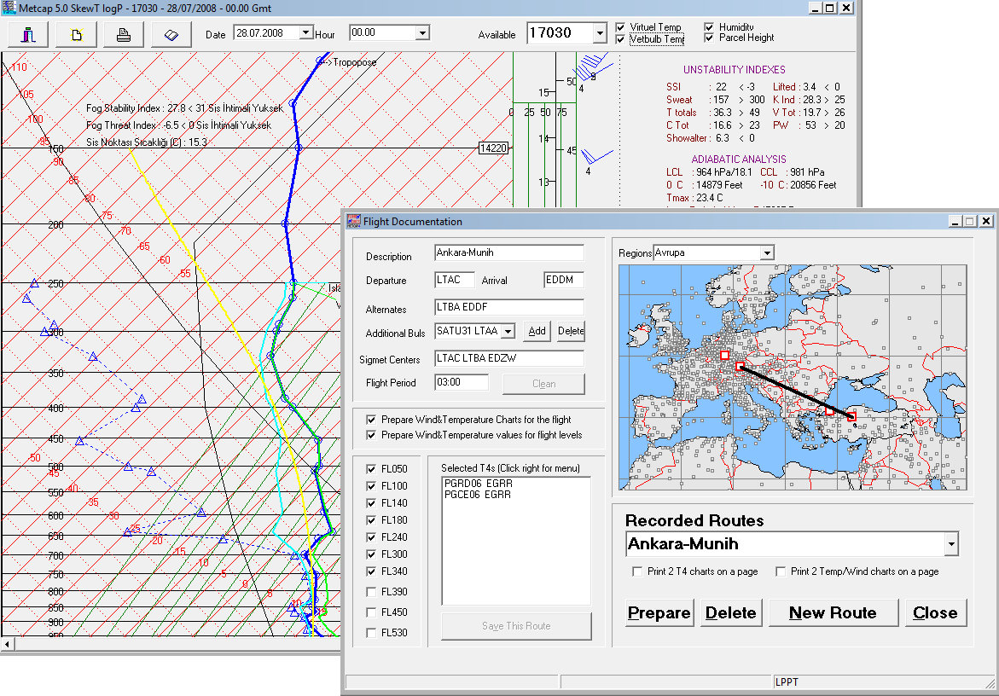 Metcap 5.0 SkewT logP - 17030 - 28/07/2008 - 00.00 Gmt
Date 28.07.2008 Hour 00.00 Available 17030
Virtuel Temp Humidity
Vetbulb Temp Parcel Height
Tropopose
Fog Stability Index : 27.8 < 31 Sis İhtimali Yuksek
Fog Threat Index : -6.5 < 0 Sis İhtimali Yuksek
Sis Noktası Sıcaklığı (C) : 15.3
110
-105
-100
-95
-90
-85
-80
75
70
65
60
-55
50
45
40
35
30
-25
-20
15
10
5
0
5
10
15
150
200
250
300
350
400
450
500
550
600
650
700
750
800
850
900
14220
0 25 50 75
15
14
13
50
45
4
4
UNSTABILITY INDEXES
SSI : 22 < -3 Lifted : 3.4 < 0
Sweat : 157 > 300 K Ind : 28.3 > 25
T totals : 36.3 > 49 V Tot : 19.7 > 26
C Tot : 16.6 > 23 PW : 53 > 20
Showalter : 6.3 < 0
ADIABATIC ANALYSIS
LCL : 964 hPa/18.1 CCL : 981 hPa
0 C : 14879 Feet -10 C : 20856 Feet
Tmax : 23.4 C
Flight Documentation
Description Ankara-Munih
Departure LTAC Arrival EDDM
Alternates LTBA EDDF
Additional Buls SATU31 LTAA Add Delete
Sigmet Centers LTAC LTBA EDZW
Flight Period 03:00 Clean
Prepare Wind&Temperature Charts for the flight
Prepare Wind&Temperature values for flight levels
FL050
FL100
FL140
FL180
FL240
FL300
FL340
FL390
FL450
FL530
Selected T4s (Click right for menu)
PGRD06 EGRR
PGCE06 EGRR
Save This Route
Regions Avrupa
Recorded Routes
Ankara-Munih
Print 2 T4 charts on a page Print 2 Temp/Wind charts on a page
Prepare Delete New Route Close
LPPT